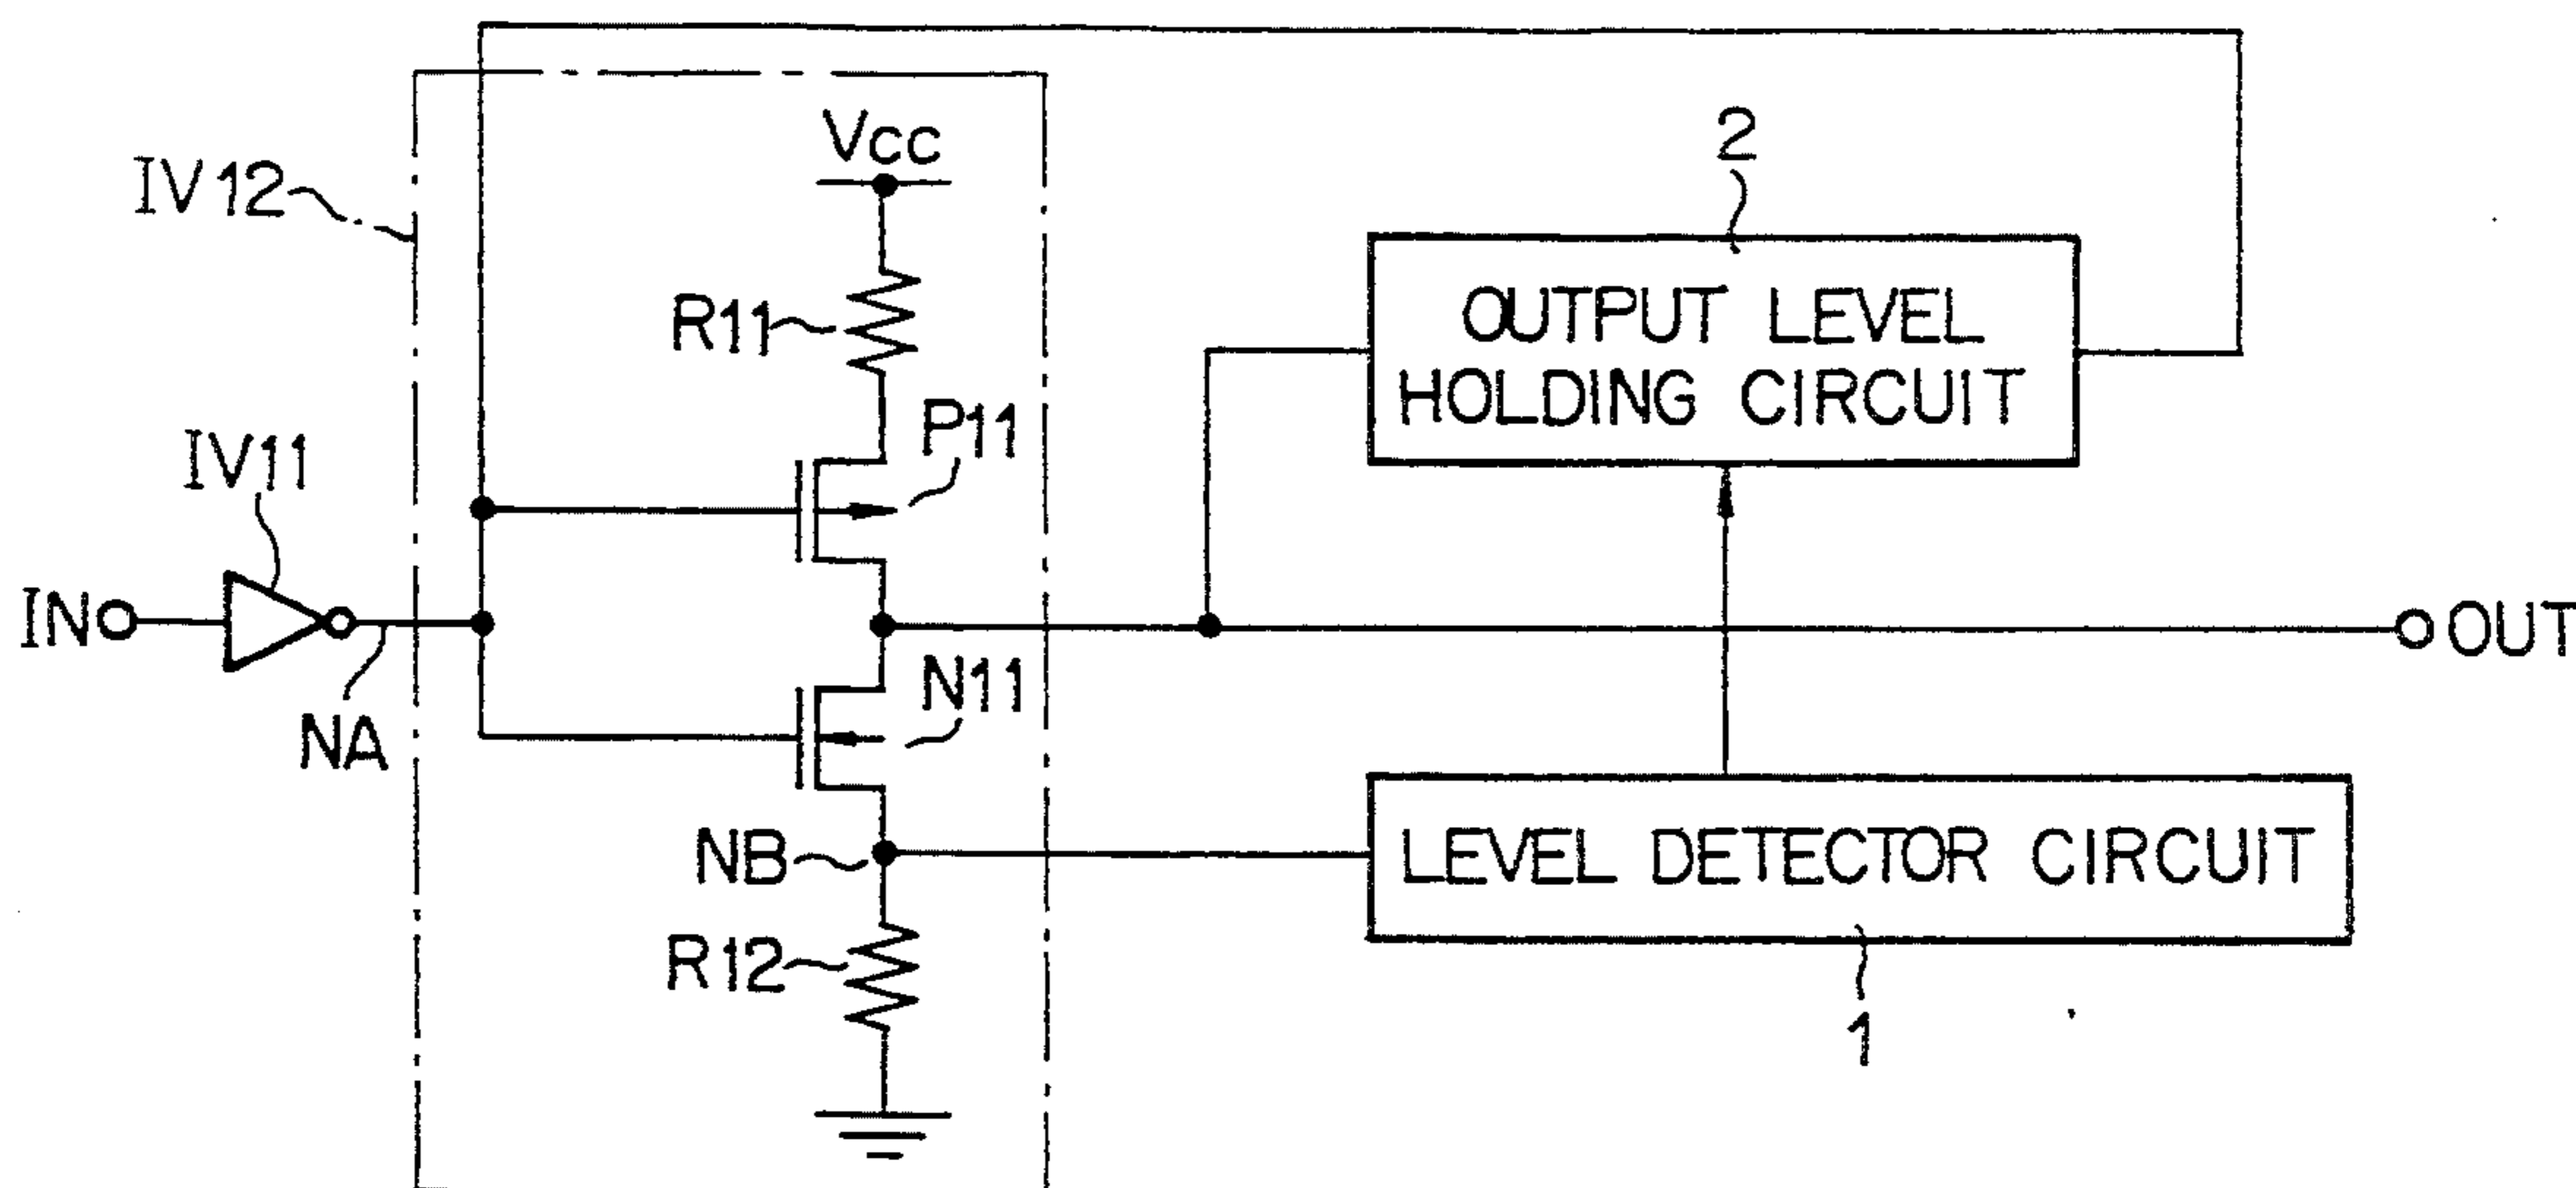 Vcc
2
IV12
R11
OUTPUT LEVEL
HOLDING CIRCUIT
P11
IV11
IN
OUT
N11
NA
NB
LEVEL DETECTOR CIRCUIT
R12
1